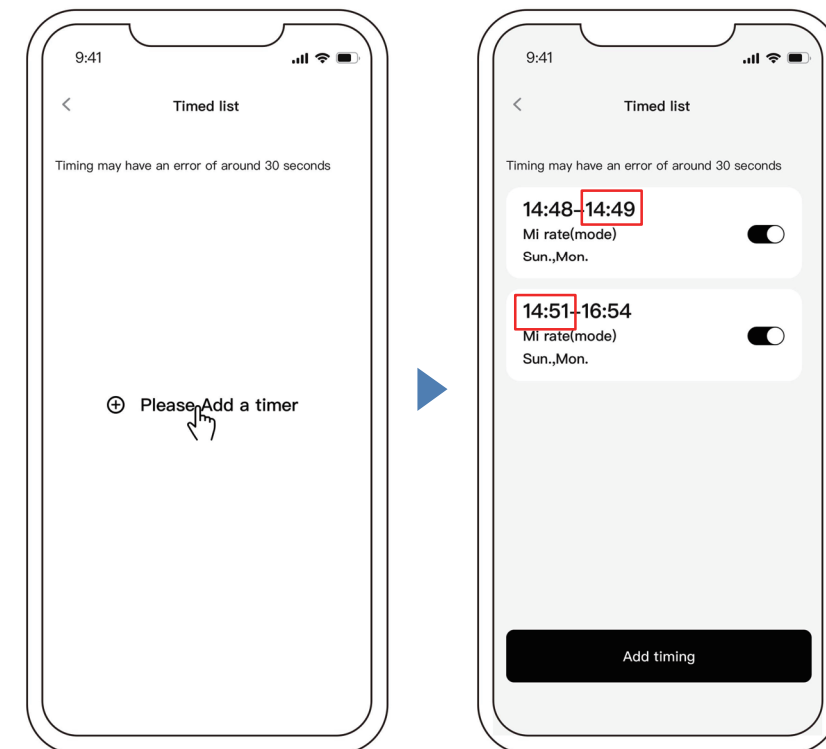 9:41
Timed list
Timing may have an error of around 30 seconds
Please Add a timer
9:41
Timed list
Timing may have an error of around 30 seconds
14:48-14:49
Mi rate(mode)
Sun.,Mon.
14:51-16:54
Mi rate(mode)
Sun.,Mon.
Add timing